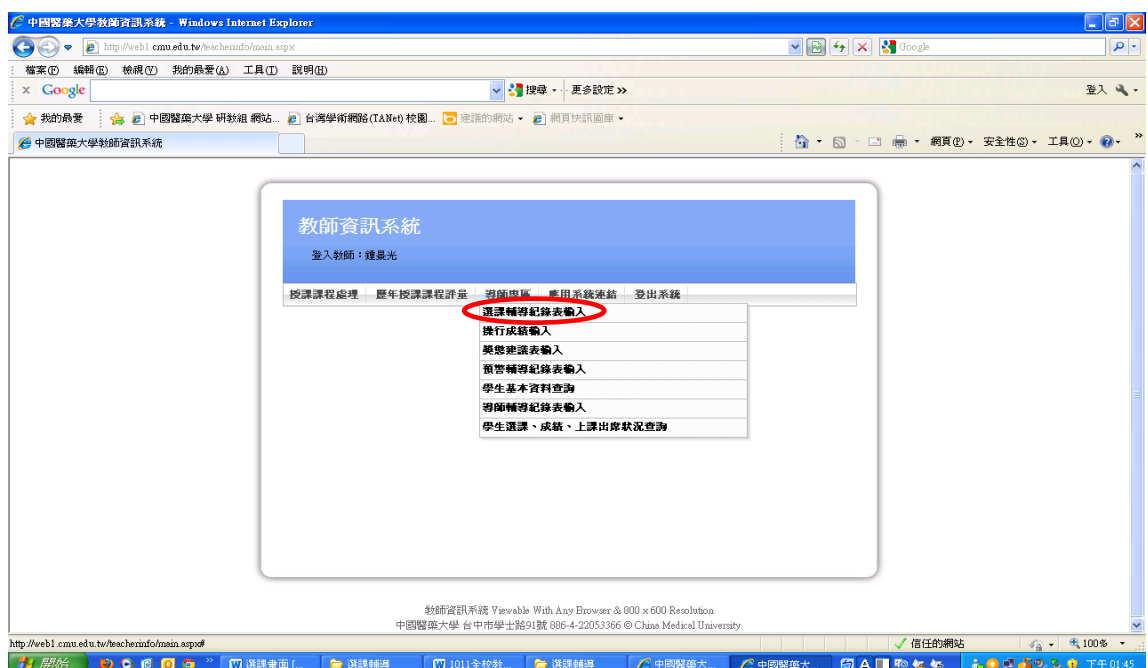 中國醫藥大學教師資訊系統 - Windows Internet Explorer
http://web1.cmu.edu.tw/teacherinfo/main.aspx
Google
檔案(F) 編輯(E) 檢視(V) 我的最愛(A) 工具(T) 說明(H)
x Google 搜尋 更多設定 >> 登入
我的最愛 中國醫藥大學 研教組 網站... 台灣學術網路(TANet) 校園... 建議的網站 網頁快訊圖庫
中國醫藥大學教師資訊系統 網頁(P) 安全性(S) 工具(O)
教師資訊系統
登入教師：鍾景光
授課課程處理 歷年授課課程評量 導師專區 應用系統連結 登出系統
選課輔導紀錄表輸入
操行成績輸入
獎懲建議表輸入
預警輔導紀錄表輸入
學生基本資料查詢
導師輔導紀錄表輸入
學生選課、成績、上課出席狀況查詢
教師資訊系統 Viewable With Any Browser & 800 x 600 Resolution
中國醫藥大學 台中市學士路91號 886-4-22053366 © China Medical University.
http://web1.cmu.edu.tw/teacherinfo/main.aspx# 信任的網站 100%
開始 選課畫面 [... 選課輔導 1011全校教... 選課輔導 中國醫藥大... 中國醫藥大... 下午 01:45